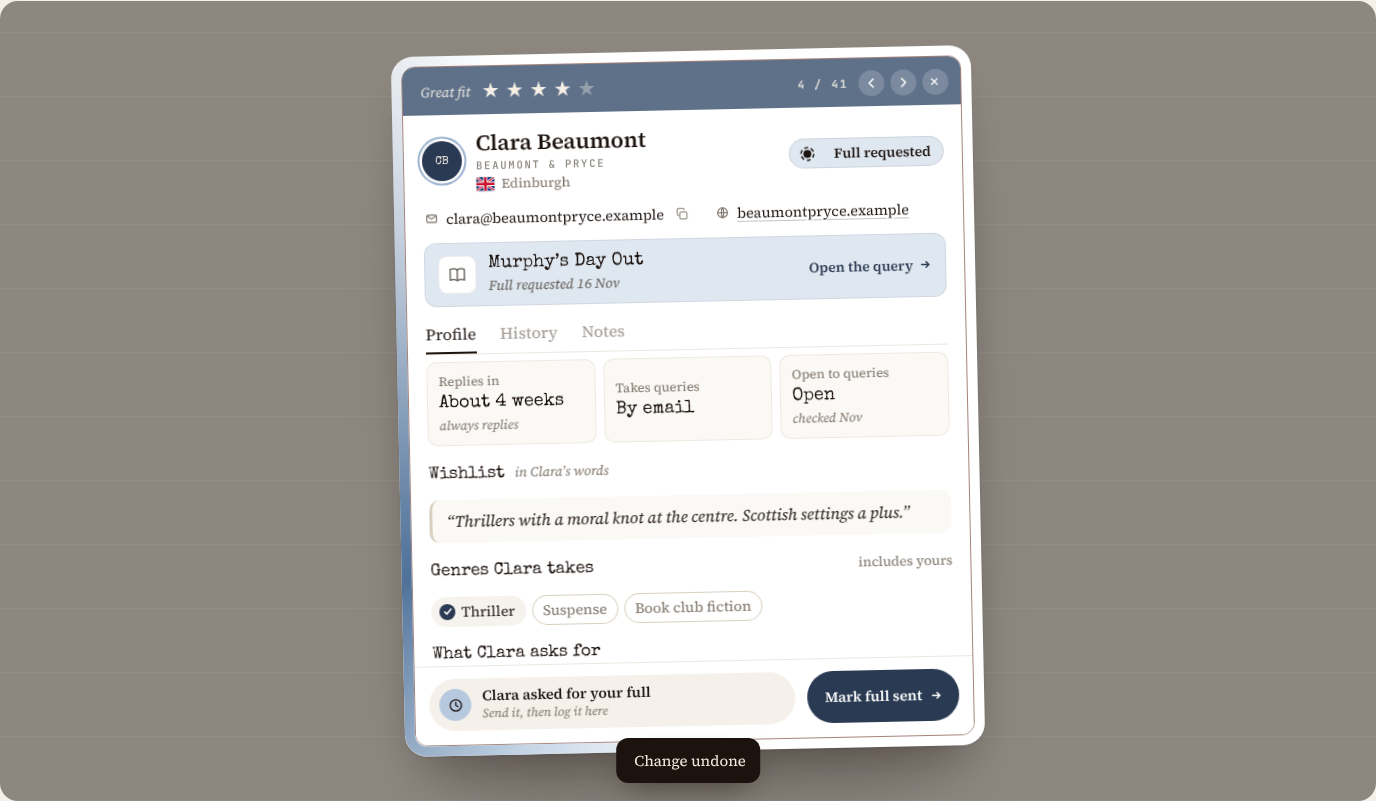 Great fit
4 / 41
CB
Clara Beaumont
BEAUMONT & PRYCE
Edinburgh
Full requested
clara@beaumontpryce.example
beaumontpryce.example
Murphy’s Day Out
Full requested 16 Nov
Open the query
Profile
History
Notes
Replies in
About 4 weeks
always replies
Takes queries
By email
Open to queries
Open
checked Nov
Wishlist in Clara’s words
“Thrillers with a moral knot at the centre. Scottish settings a plus.”
Genres Clara takes
includes yours
Thriller
Suspense
Book club fiction
What Clara asks for
Clara asked for your full
Send it, then log it here
Mark full sent
Change undone